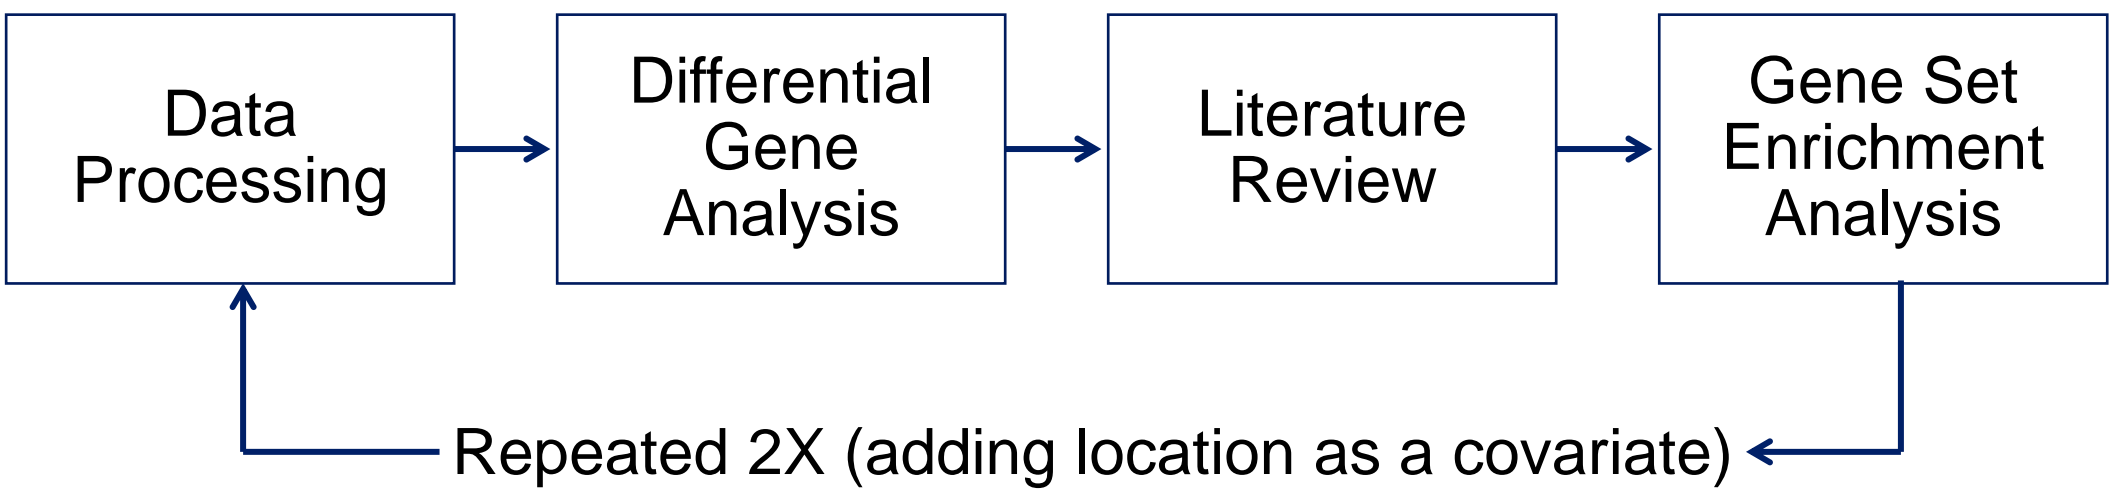 Data
Processing
Differential
Gene
Analysis
Literature
Review
Gene Set
Enrichment
Analysis
Repeated 2X (adding location as a covariate)